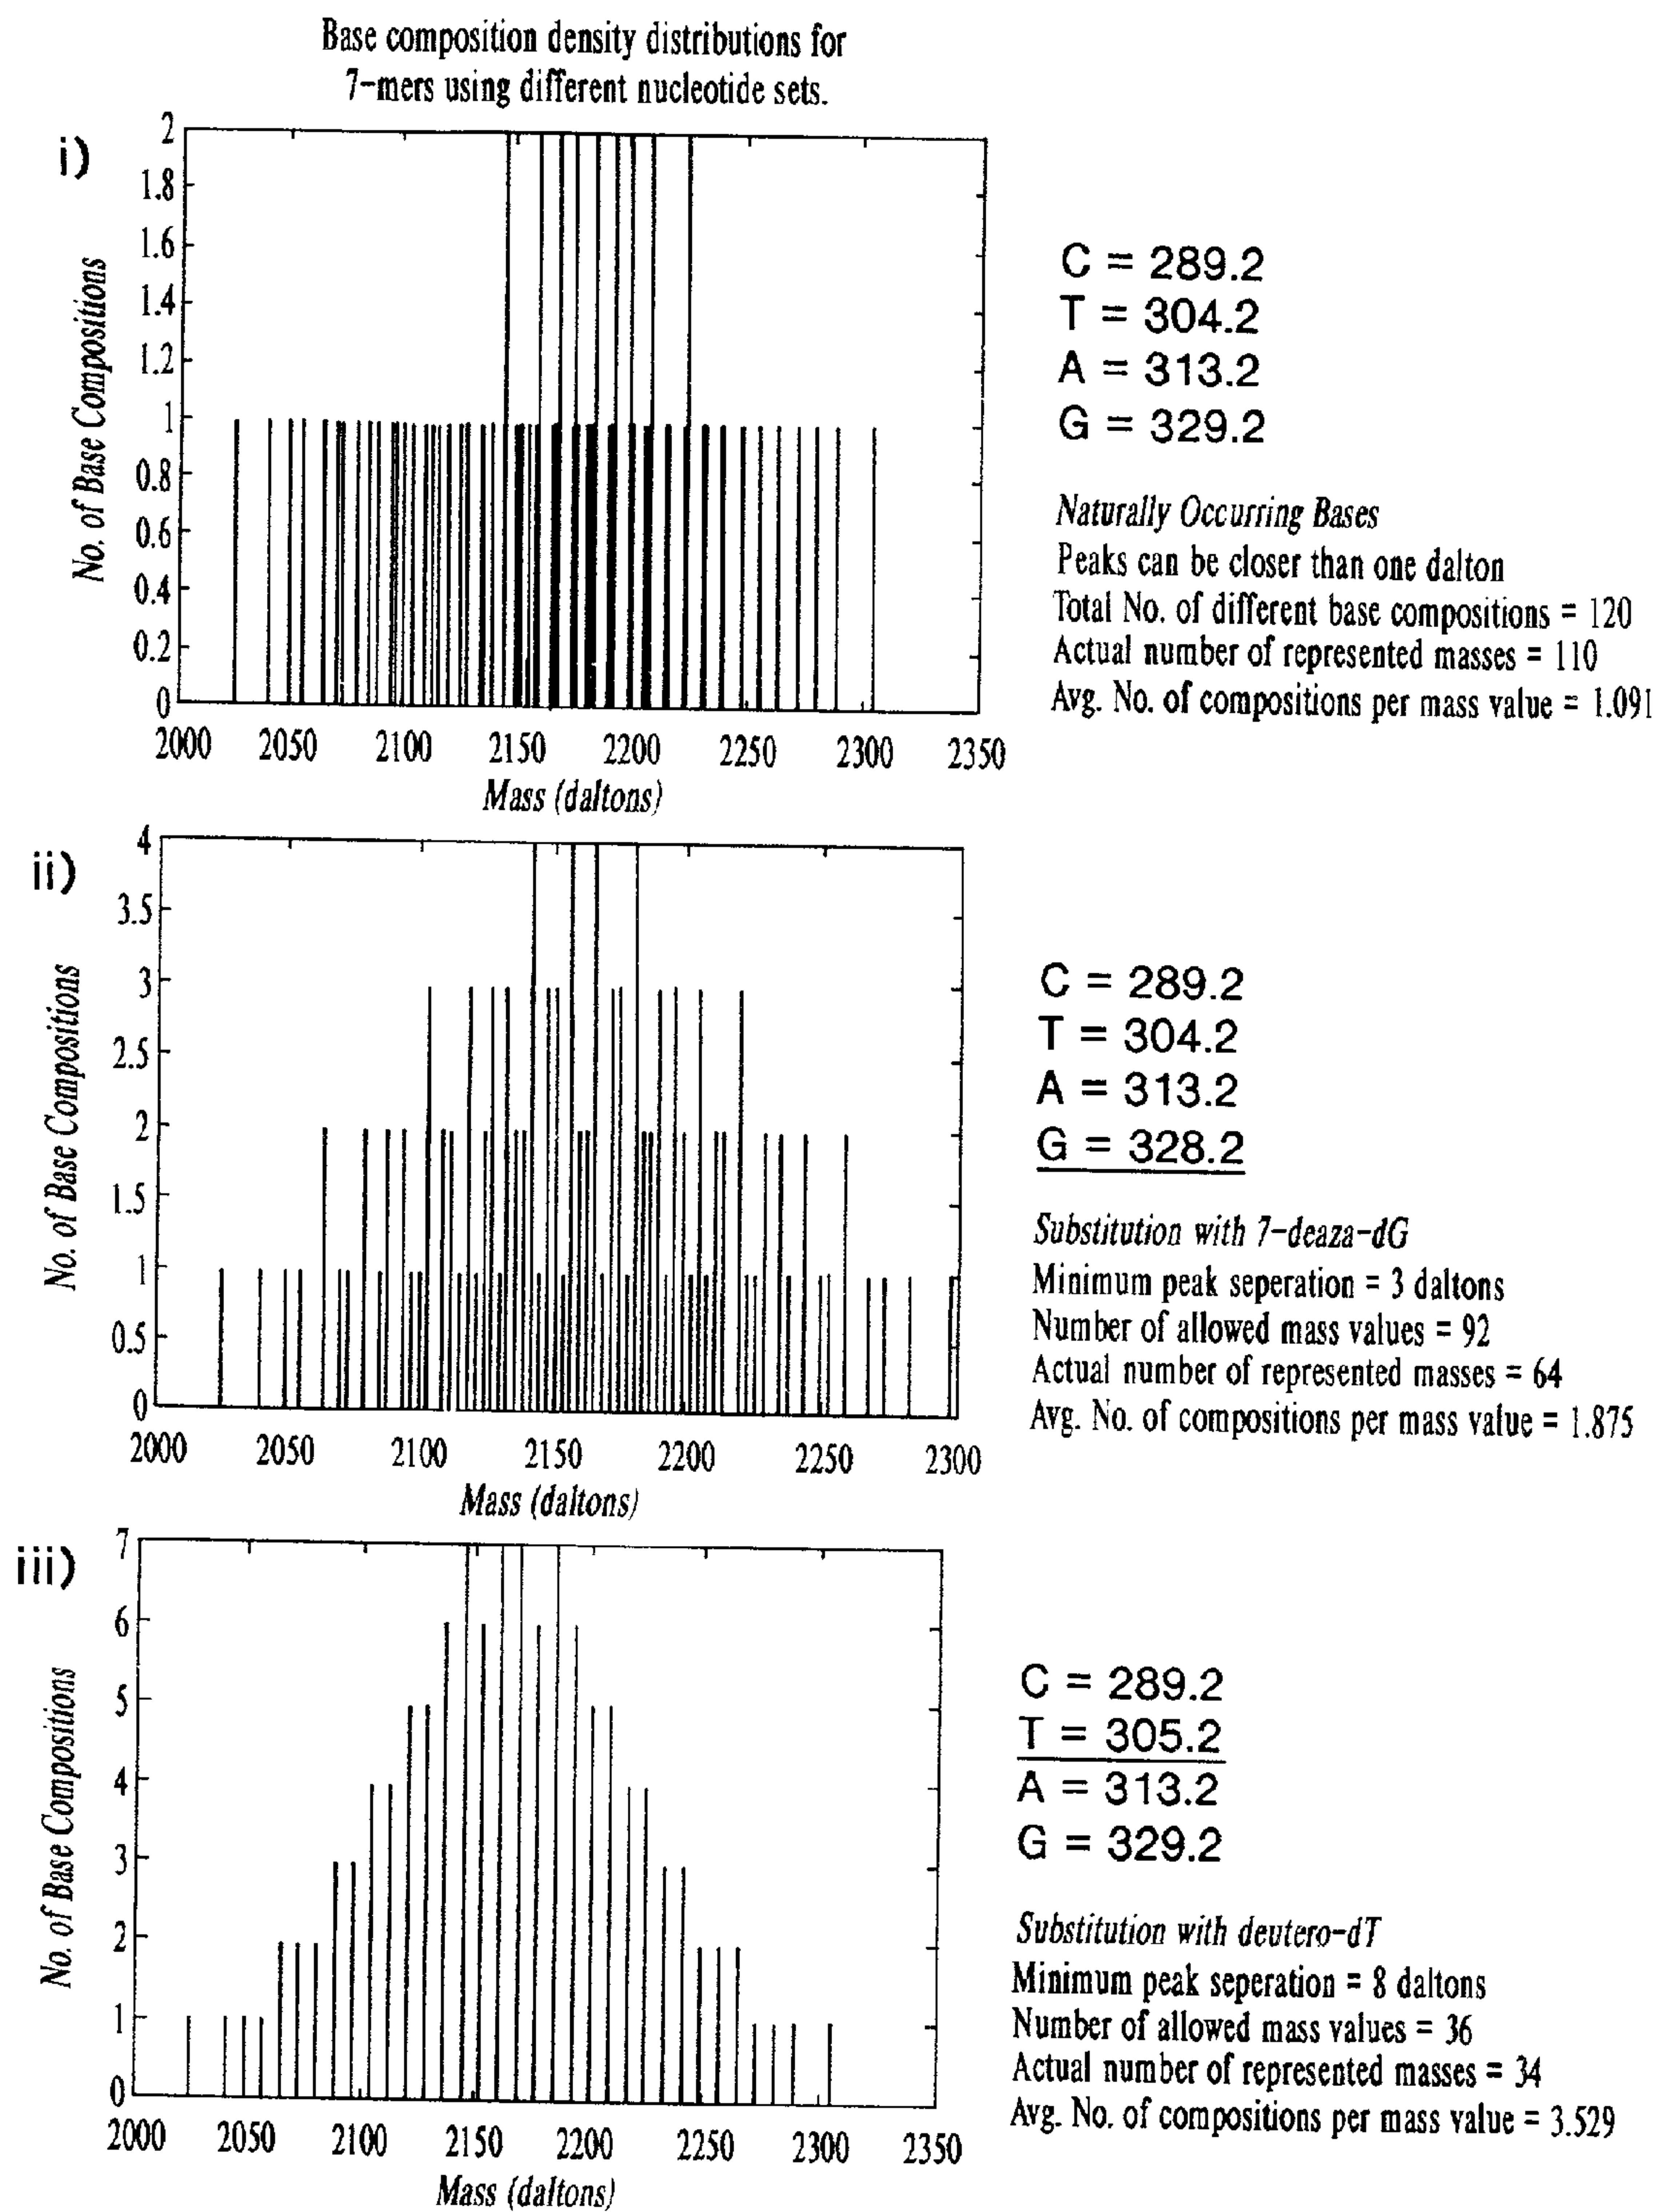 Base composition density distributions for
7-mers using different nucleotide sets.
i)
No. of Base Compositions
2
1.8
1.6
1.4
1.2
1
0.8
0.6
0.4
0.2
0
2000 2050 2100 2150 2200 2250 2300 2350
Mass (daltons)
C = 289.2
T = 304.2
A = 313.2
G = 329.2
Naturally Occurring Bases
Peaks can be closer than one dalton
Total No. of different base compositions = 120
Actual number of represented masses = 110
Avg. No. of compositions per mass value = 1.091
ii)
No. of Base Compositions
4
3.5
3
2.5
2
1.5
1
0.5
0
2000 2050 2100 2150 2200 2250 2300
Mass (daltons)
C = 289.2
T = 304.2
A = 313.2
G = 328.2
Substitution with 7-deaza-dG
Minimum peak seperation = 3 daltons
Number of allowed mass values = 92
Actual number of represented masses = 64
Avg. No. of compositions per mass value = 1.875
iii)
No. of Base Compositions
7
6
5
4
3
2
1
0
2000 2050 2100 2150 2200 2250 2300 2350
Mass (daltons)
C = 289.2
T = 305.2
A = 313.2
G = 329.2
Substitution with deutero-dT
Minimum peak seperation = 8 daltons
Number of allowed mass values = 36
Actual number of represented masses = 34
Avg. No. of compositions per mass value = 3.529